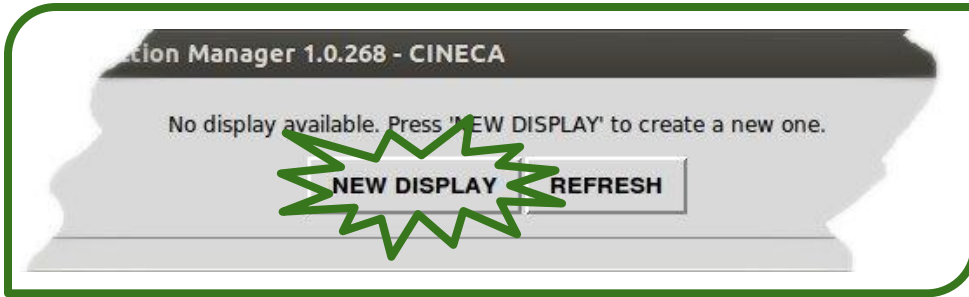 tion Manager 1.0.268 - CINECA
No display available. Press 'NEW DISPLAY' to create a new one.
NEW DISPLAY REFRESH